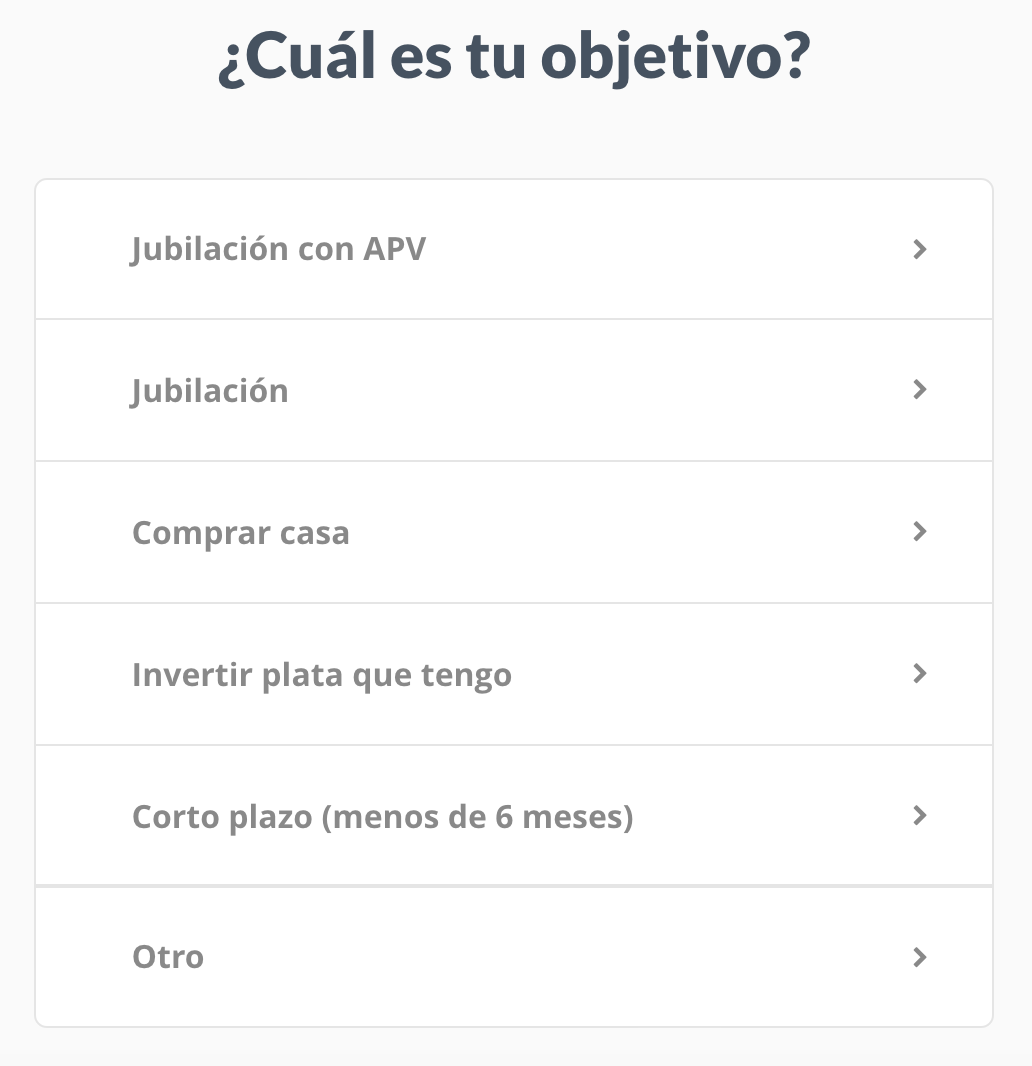 ¿Cuál es tu objetivo?
Jubilación con APV
Jubilación
Comprar casa
Invertir plata que tengo
Corto plazo (menos de 6 meses)
Otro